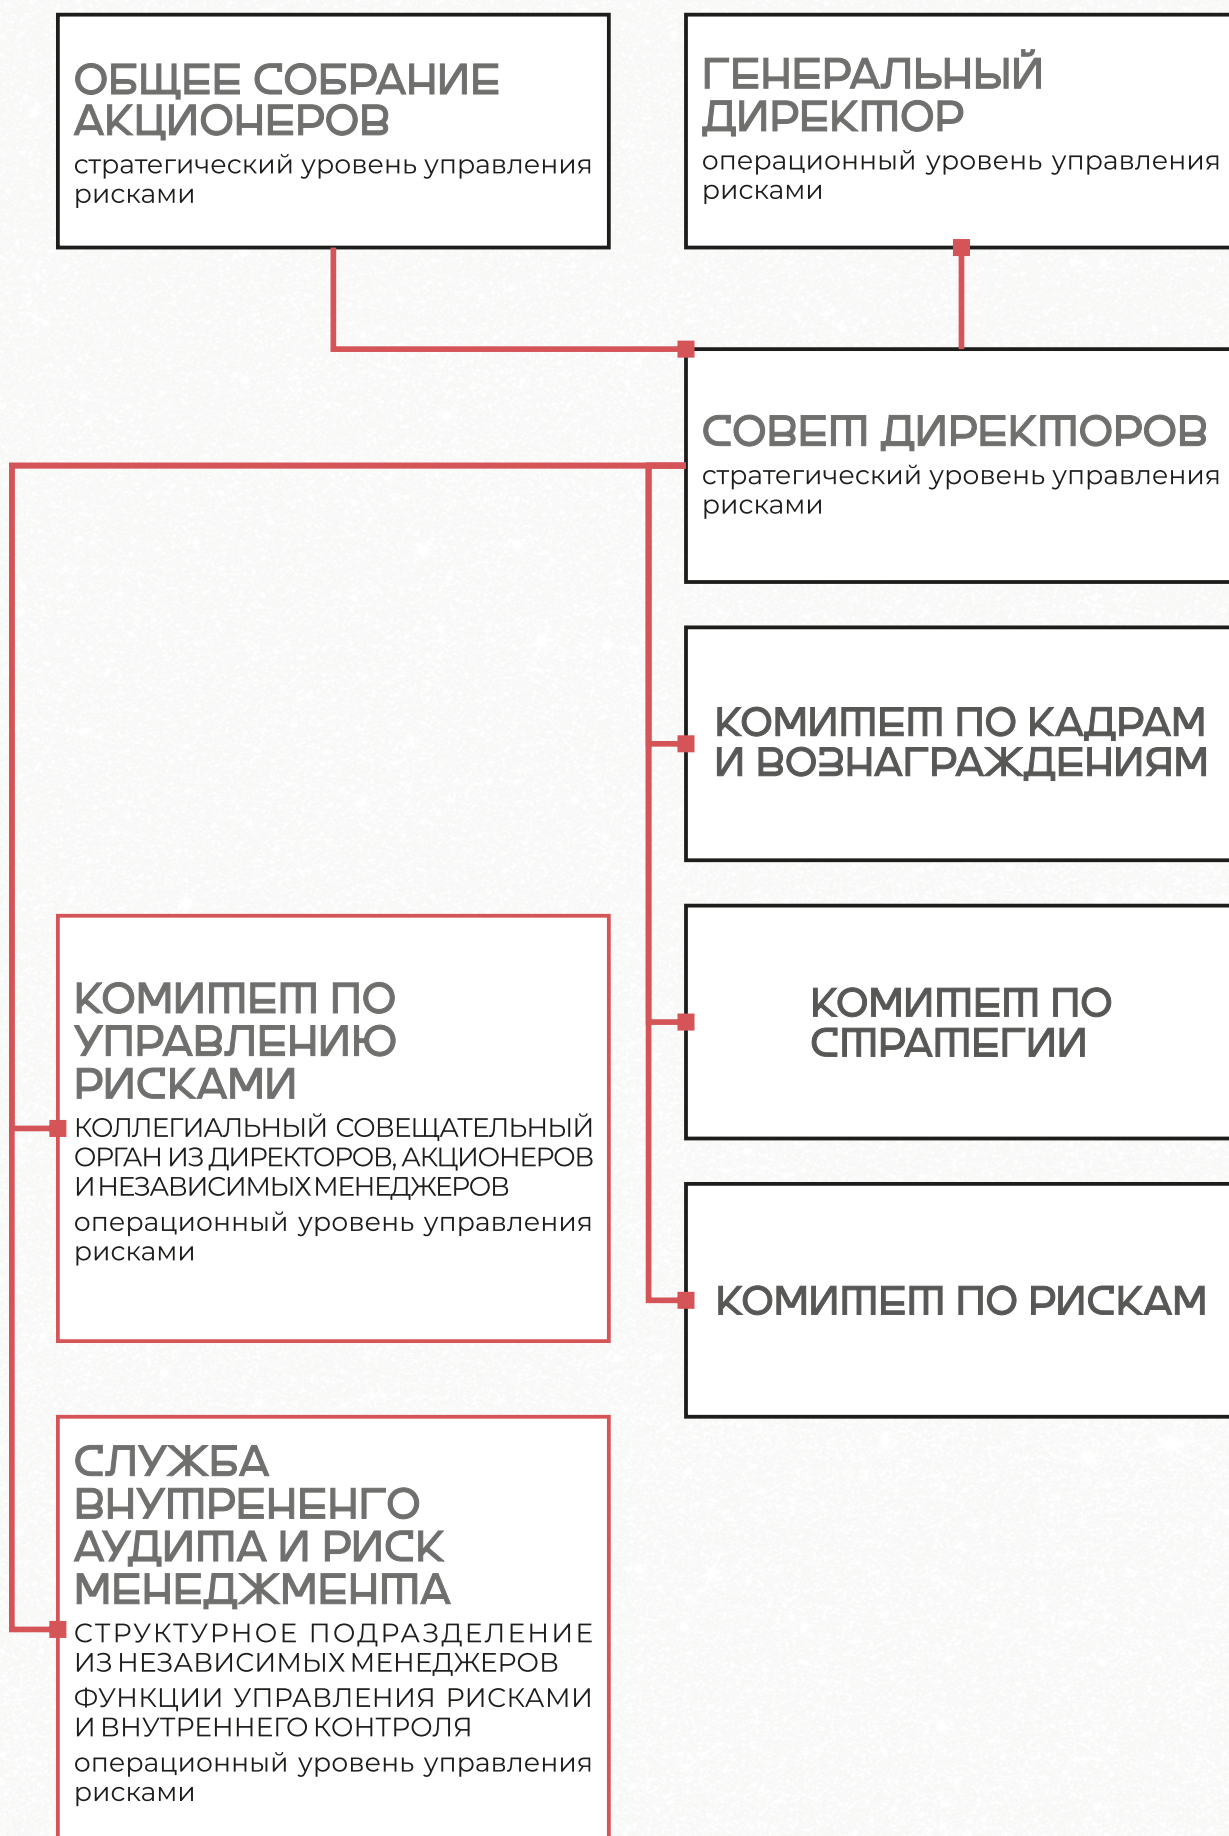 ОБЩЕЕ СОБРАНИЕ
АКЦИОНЕРОВ
стратегический уровень управления
рисками
ГЕНЕРАЛЬНЫЙ
ДИРЕКТОР
операционный уровень управления
рисками
СОВЕТ ДИРЕКТОРОВ
стратегический уровень управления
рисками
КОМИТЕТ ПО КАДРАМ
И ВОЗНАГРАЖДЕНИЯМ
КОМИТЕТ ПО
СТРАТЕГИИ
КОМИТЕТ ПО РИСКАМ
КОМИТЕТ ПО
УПРАВЛЕНИЮ
РИСКАМИ
КОЛЛЕГИАЛЬНЫЙ СОВЕЩАТЕЛЬНЫЙ
ОРГАН ИЗ ДИРЕКТОРОВ, АКЦИОНЕРОВ
И НЕЗАВИСИМЫХ МЕНЕДЖЕРОВ
операционный уровень управления
рисками
СЛУЖБА
ВНУТРЕНЕНГО
АУДИТА И РИСК
МЕНЕДЖМЕНТА
СТРУКТУРНОЕ ПОДРАЗДЕЛЕНИЕ
ИЗ НЕЗАВИСИМЫХ МЕНЕДЖЕРОВ
ФУНКЦИИ УПРАВЛЕНИЯ РИСКАМИ
И ВНУТРЕННЕГО КОНТРОЛЯ
операционный уровень управления
рисками